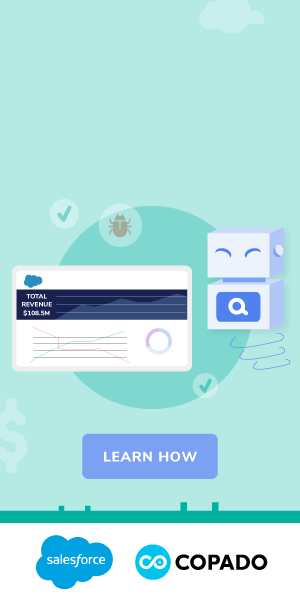 TOTAL
REVENUE
$108.5M
LEARN HOW
salesforce
COPADO